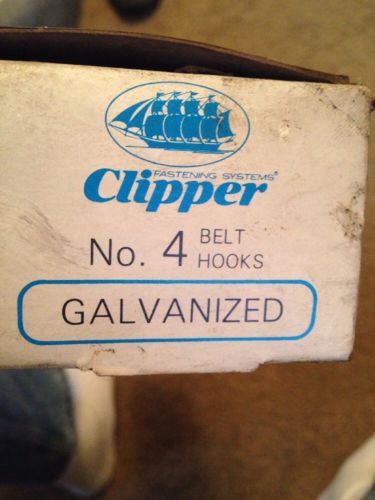 FASTENING SYSTEMS®
Clipper
No. 4 BELT HOOKS
GALVANIZED